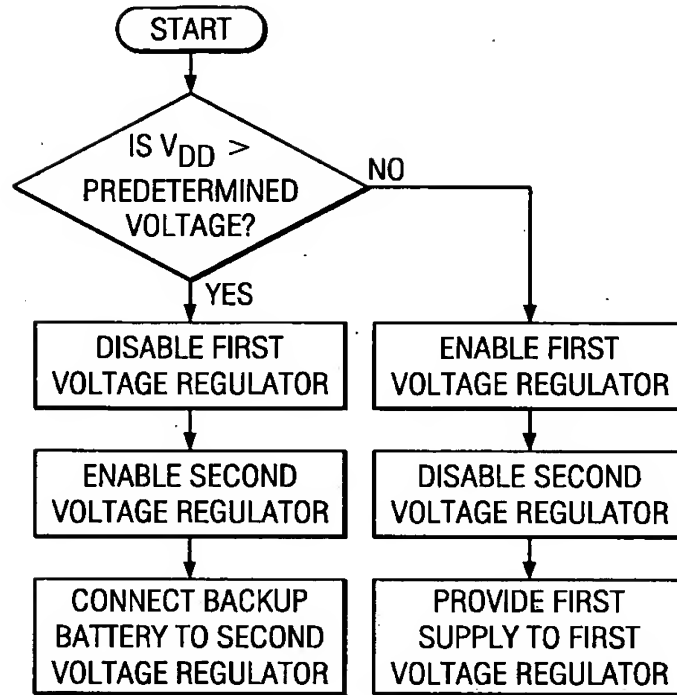 START
IS VDD >
PREDETERMINED
VOLTAGE?
NO
YES
DISABLE FIRST
VOLTAGE REGULATOR
ENABLE SECOND
VOLTAGE REGULATOR
CONNECT BACKUP
BATTERY TO SECOND
VOLTAGE REGULATOR
ENABLE FIRST
VOLTAGE REGULATOR
DISABLE SECOND
VOLTAGE REGULATOR
PROVIDE FIRST
SUPPLY TO FIRST
VOLTAGE REGULATOR